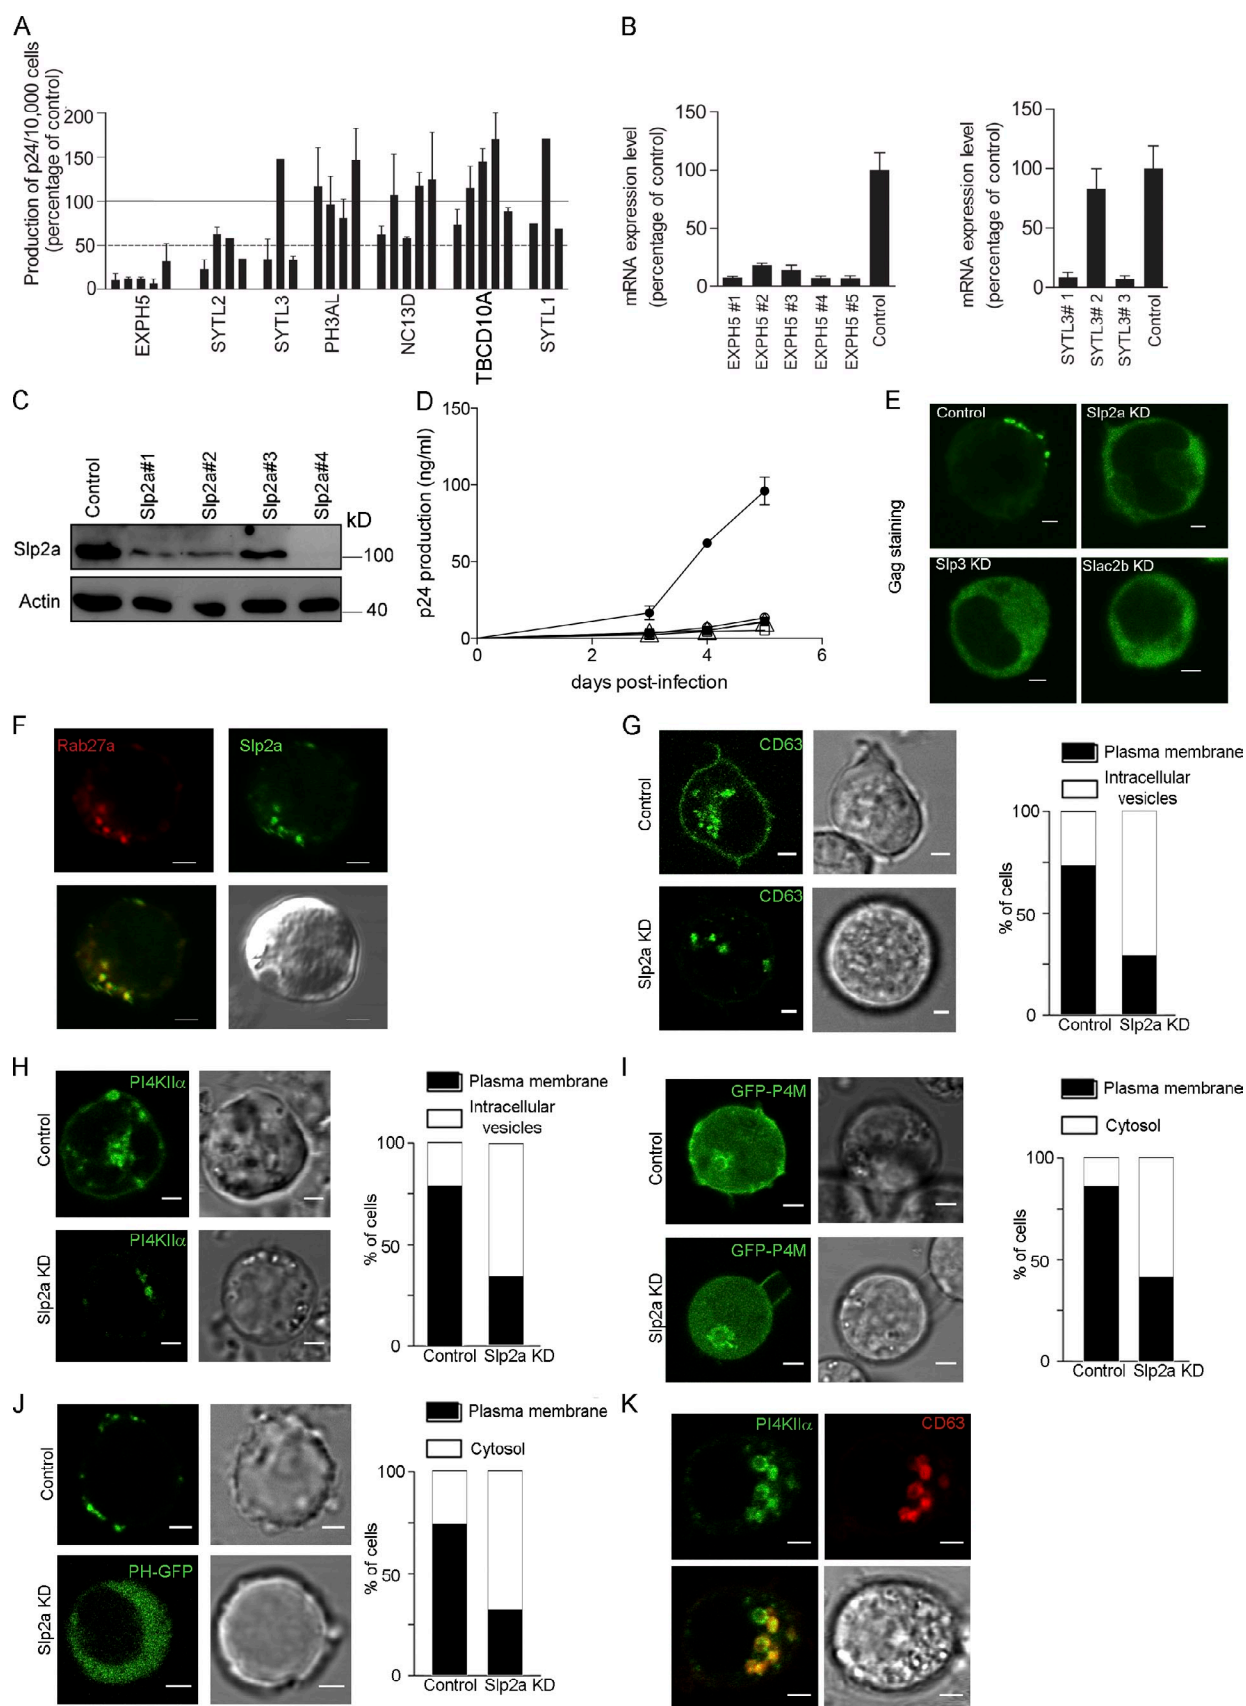 A
Production of p24/10,000 cells
(percentage of control)
200
150
100
50
0
EXPH5
SYTL2
SYTL3
PH3AL
NC13D
TBCD10A
SYTL1
B
mRNA expression level
(percentage of control)
150
100
50
0
EXPH5 #1
EXPH5 #2
EXPH5 #3
EXPH5 #4
EXPH5 #5
Control
mRNA expression level
(percentage of control)
150
100
50
0
SYTL3# 1
SYTL3# 2
SYTL3# 3
Control
C
Control
Slp2a#1
Slp2a#2
Slp2a#3
Slp2a#4
kD
Slp2a
100
Actin
40
D
p24 production (ng/ml)
150
100
50
0
0 2 4 6
days post-infection
E
Gag staining
Control
Slp2a KD
Slp3 KD
Slac2b KD
F
Rab27a
Slp2a
G
Control
CD63
Slp2a KD
CD63
Plasma membrane
Intracellular
vesicles
% of cells
100
50
0
Control Slp2a KD
H
Control
PI4KIIα
Slp2a KD
PI4KIIα
Plasma membrane
Intracellular
vesicles
% of cells
100
50
0
Control Slp2a KD
I
Control
GFP-P4M
Slp2a KD
GFP-P4M
Plasma membrane
Cytosol
% of cells
100
50
0
Control Slp2a KD
J
Control
Slp2a KD
PH-GFP
Plasma membrane
Cytosol
% of cells
100
50
0
Control Slp2a KD
K
PI4KIIα
CD63